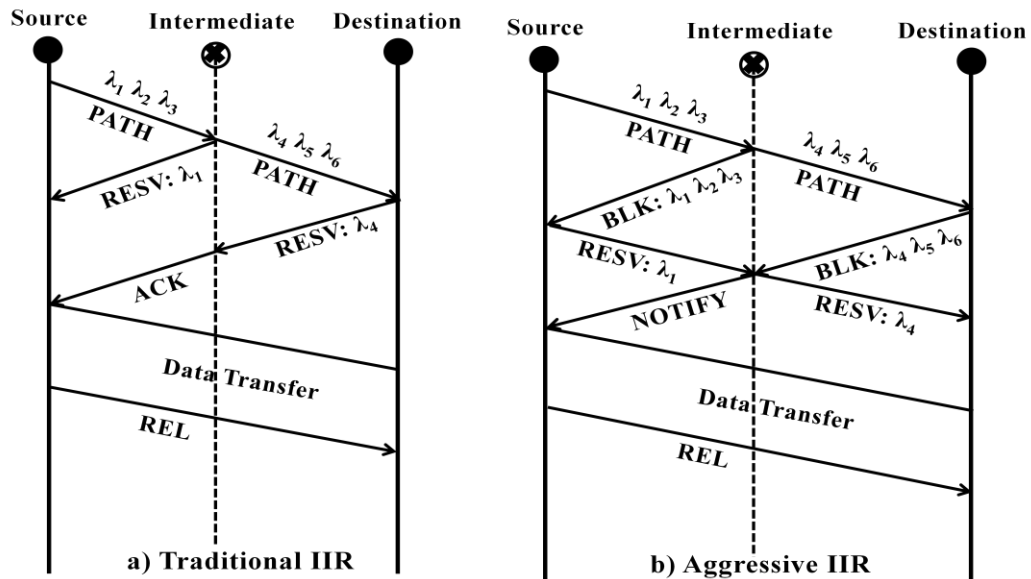 Source Intermediate Destination
λ1 λ2 λ3
PATH
λ4 λ5 λ6
PATH
RESV: λ1
RESV: λ4
ACK
Data Transfer
REL
a) Traditional IIR
Source Intermediate Destination
λ1 λ2 λ3
PATH
λ4 λ5 λ6
PATH
BLK: λ1 λ2 λ3
BLK: λ4 λ5 λ6
RESV: λ1
RESV: λ4
NOTIFY
Data Transfer
REL
b) Aggressive IIR